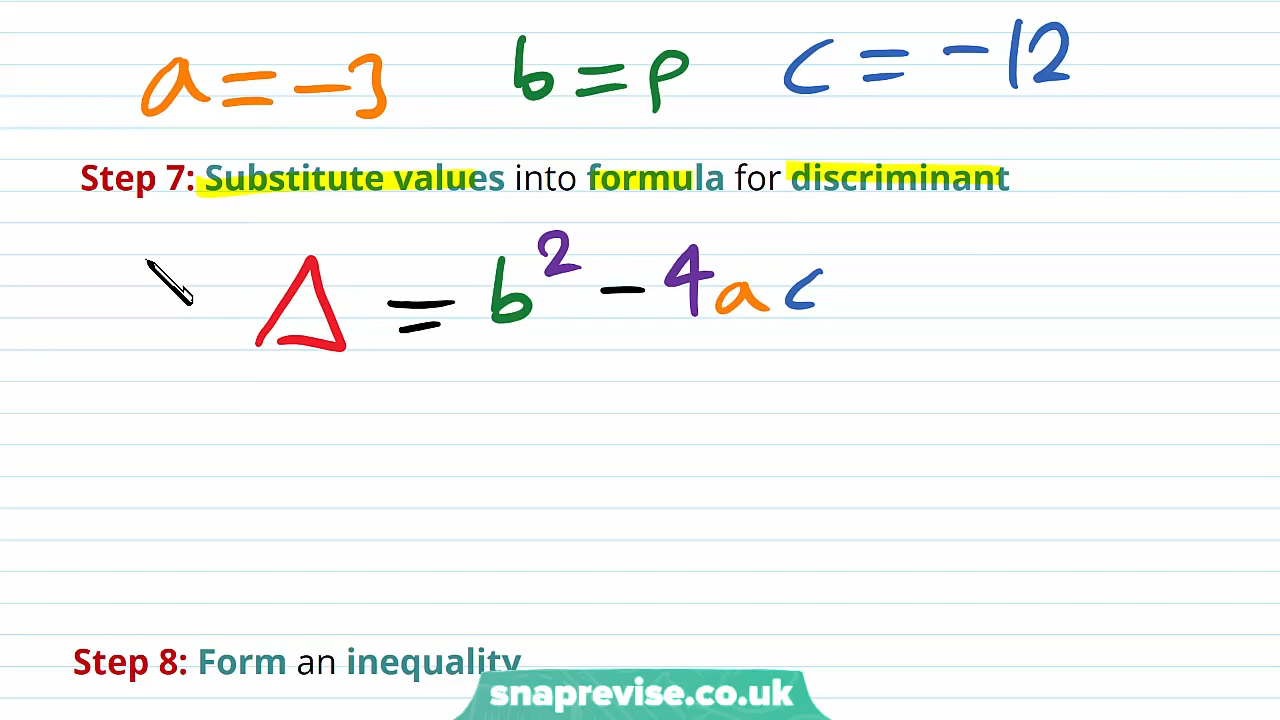 a = -3 b = p c = -12
Step 7: Substitute values into formula for discriminant
Δ = b² - 4ac
Step 8: Form an inequality
snaprevise.co.uk